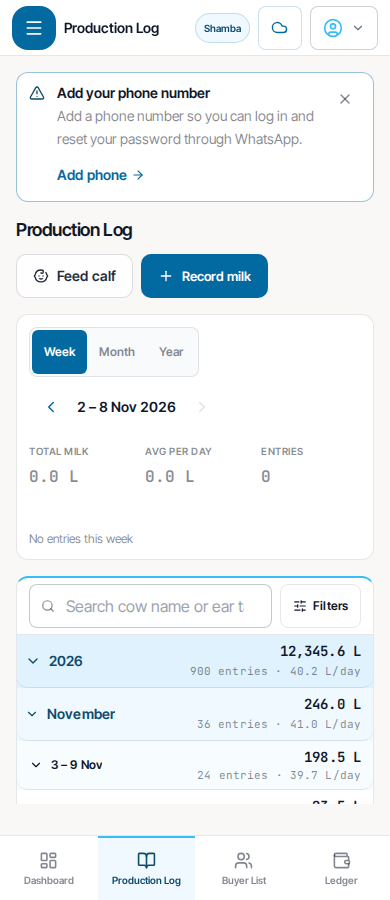 Production Log
Shamba
Add your phone number
Add a phone number so you can log in and
reset your password through WhatsApp.
Add phone →
Production Log
Feed calf
Record milk
Week Month Year
2 – 8 Nov 2026
TOTAL MILK AVG PER DAY ENTRIES
0.0 L 0.0 L 0
No entries this week
Search cow name or ear t
Filters
2026 12,345.6 L
900 entries · 40.2 L/day
November 246.0 L
36 entries · 41.0 L/day
3 – 9 Nov 198.5 L
24 entries · 39.7 L/day
Dashboard Production Log Buyer List Ledger